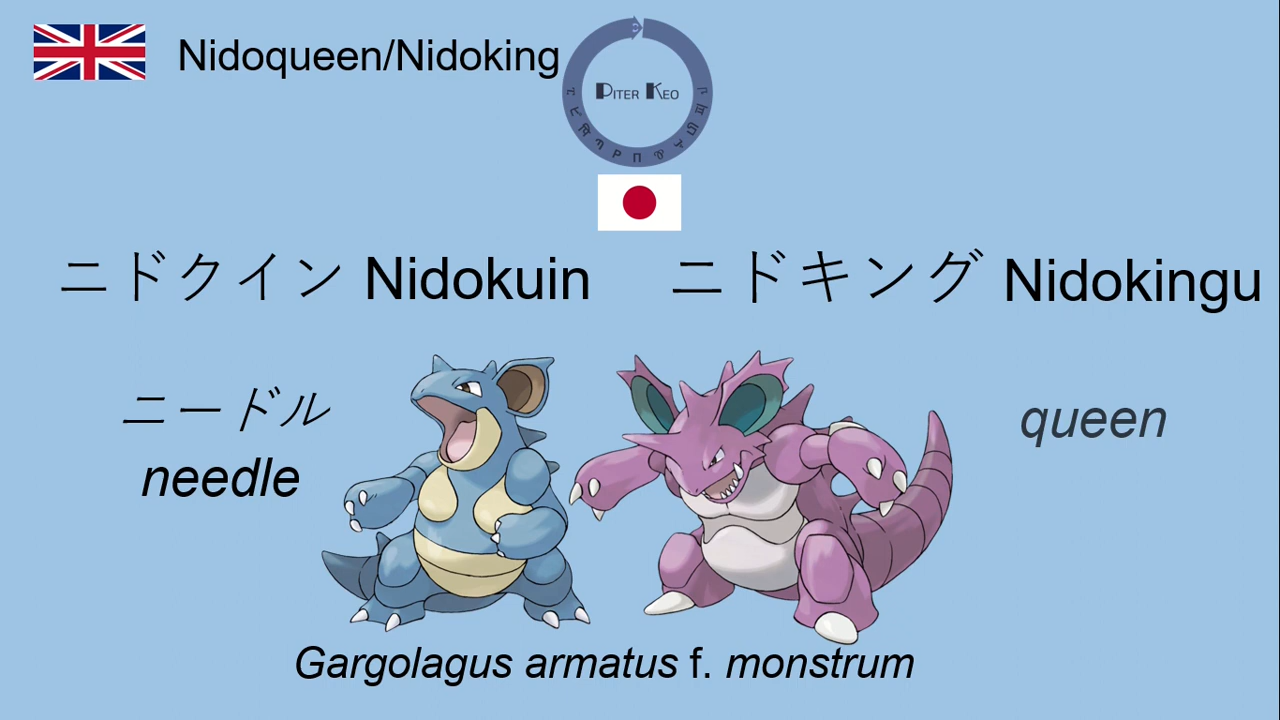 Nidoqueen/Nidoking
PITER KEO
ニドクイン Nidokuin
ニドキング Nidokingu
ニードル
needle
queen
Gargolagus armatus f. monstrum